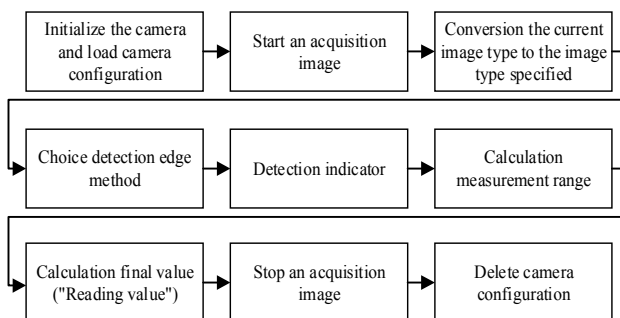 Initialize the camera
and load camera
configuration
Start an acquisition
image
Conversion the current
image type to the image
type specified
Choice detection edge
method
Detection indicator
Calculation
measurement range
Calculation final value
("Reading value")
Stop an acquisition
image
Delete camera
configuration